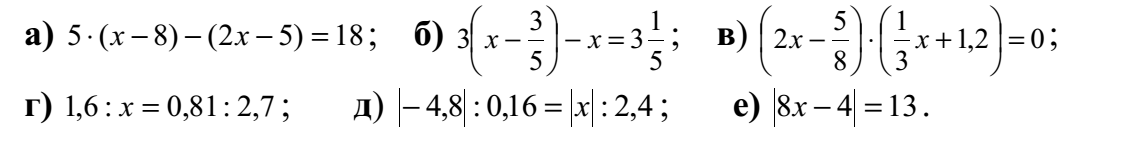 а) 5·(x−8)−(2x−5)=18; б) 3(x−3/5)−x=3 1/5; в) (2x−5/8)·(1/3x+1,2)=0;
г) 1,6:x=0,81:2,7; д) |−4,8|:0,16=|x|:2,4; е) |8x−4|=13.